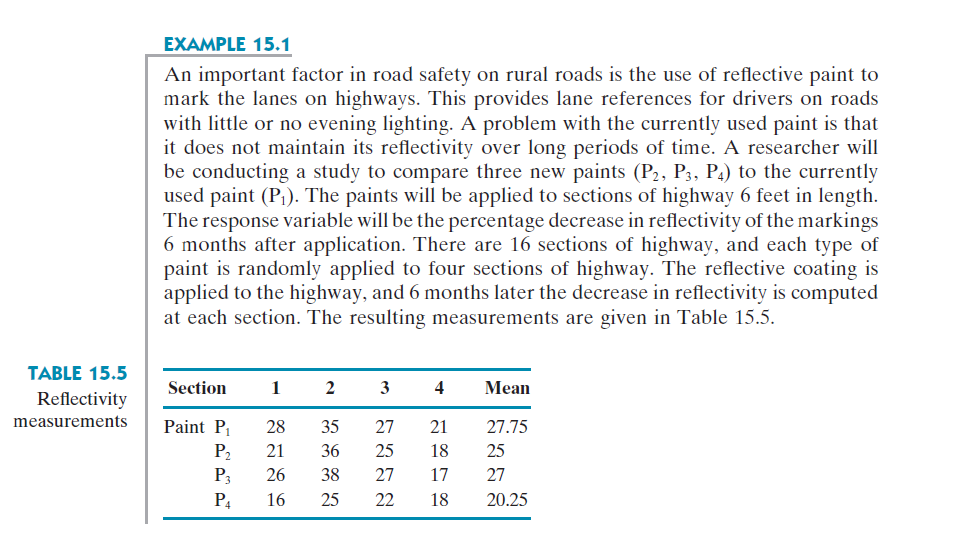 EXAMPLE 15.1
An important factor in road safety on rural roads is the use of reflective paint to
mark the lanes on highways. This provides lane references for drivers on roads
with little or no evening lighting. A problem with the currently used paint is that
it does not maintain its reflectivity over long periods of time. A researcher will
be conducting a study to compare three new paints (P₂, P₃, P₄) to the currently
used paint (P₁). The paints will be applied to sections of highway 6 feet in length.
The response variable will be the percentage decrease in reflectivity of the markings
6 months after application. There are 16 sections of highway, and each type of
paint is randomly applied to four sections of highway. The reflective coating is
applied to the highway, and 6 months later the decrease in reflectivity is computed
at each section. The resulting measurements are given in Table 15.5.
TABLE 15.5
Reflectivity
measurements
Section 1 2 3 4 Mean
Paint P₁ 28 35 27 21 27.75
P₂ 21 36 25 18 25
P₃ 26 38 27 17 27
P₄ 16 25 22 18 20.25